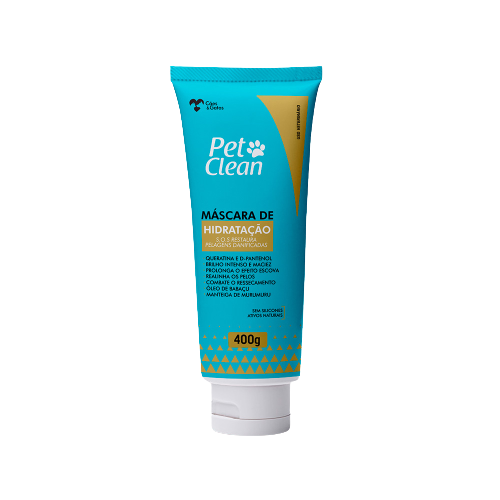 Cães
& Gatos
USO VETERINÁRIO
Pet
Clean
MÁSCARA DE
HIDRATAÇÃO
S.O.S RESTAURA
PELAGENS DANIFICADAS
QUERATINA E D-PANTENOL
BRILHO INTENSO E MACIEZ
PROLONGA O EFEITO ESCOVA
REALINHA OS PELOS
COMBATE O RESSECAMENTO
ÓLEO DE BABAÇU
MANTEIGA DE MURUMURU
SEM SILICONES
ATIVOS NATURAIS
400g